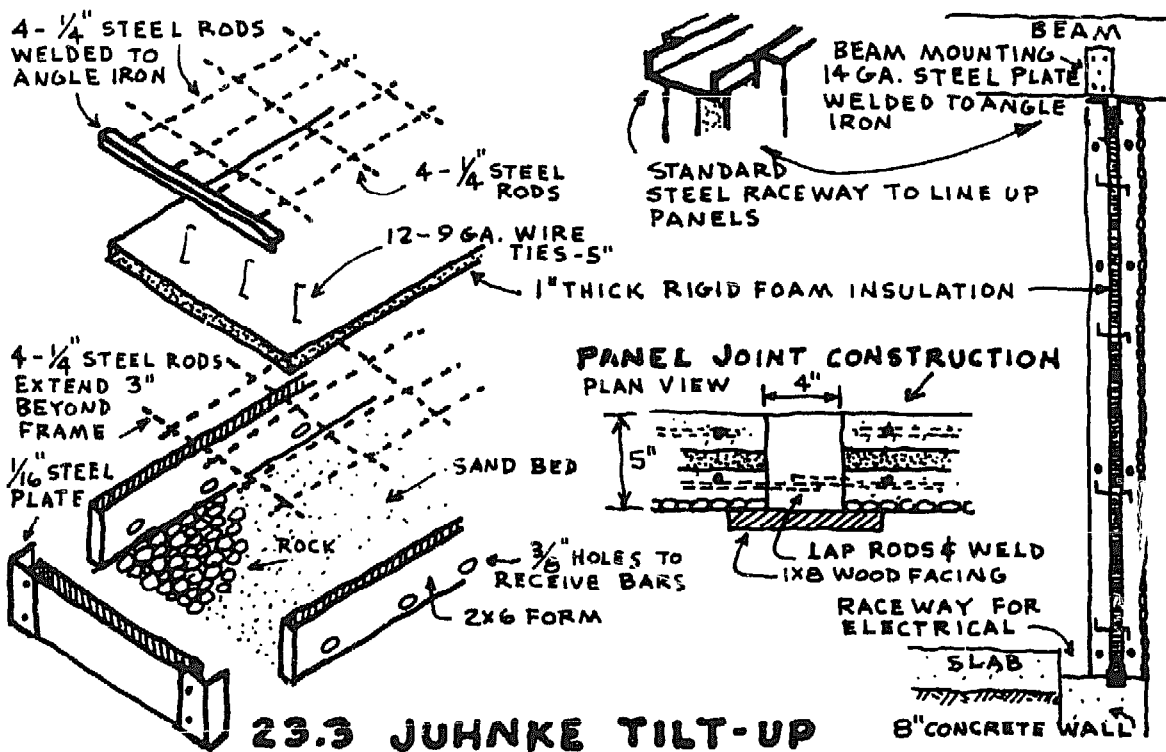 4-1/4" STEEL RODS
WELDED TO
ANGLE IRON
4-1/4" STEEL
RODS
12-9 GA. WIRE
TIES-5"
1" THICK RIGID FOAM INSULATION
4-1/4" STEEL RODS
EXTEND 3"
BEYOND
FRAME
1/16" STEEL
PLATE
SAND BED
ROCK
3/8" HOLES TO
RECEIVE BARS
2X6 FORM
BEAM
BEAM MOUNTING
14 GA. STEEL PLATE
WELDED TO ANGLE
IRON
STANDARD
STEEL RACEWAY TO LINE UP
PANELS
PANEL JOINT CONSTRUCTION
PLAN VIEW
4"
5"
LAP RODS & WELD
1X8 WOOD FACING
RACEWAY FOR
ELECTRICAL
SLAB
8" CONCRETE WALL
23.3 JUHNKE TILT-UP